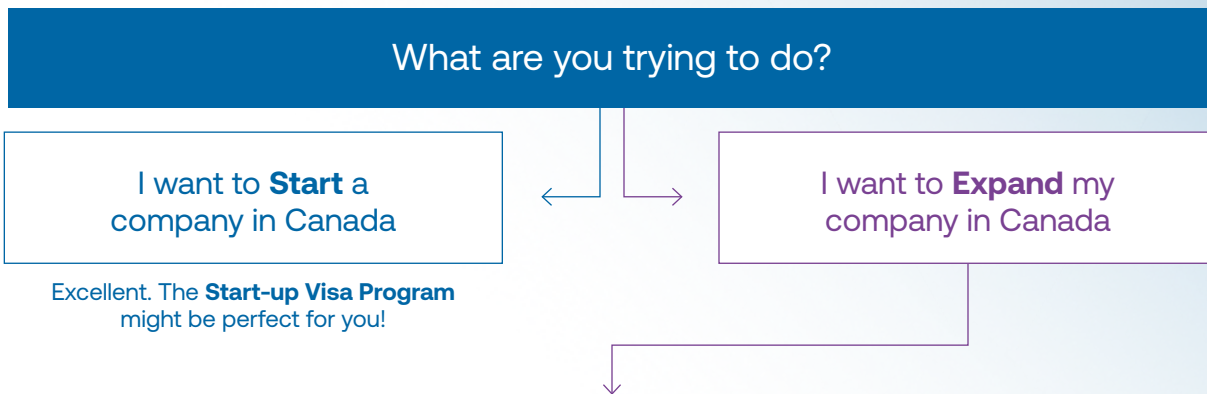 What are you trying to do?
I want to Start a
company in Canada
Excellent. The Start-up Visa Program
might be perfect for you!
I want to Expand my
company in Canada